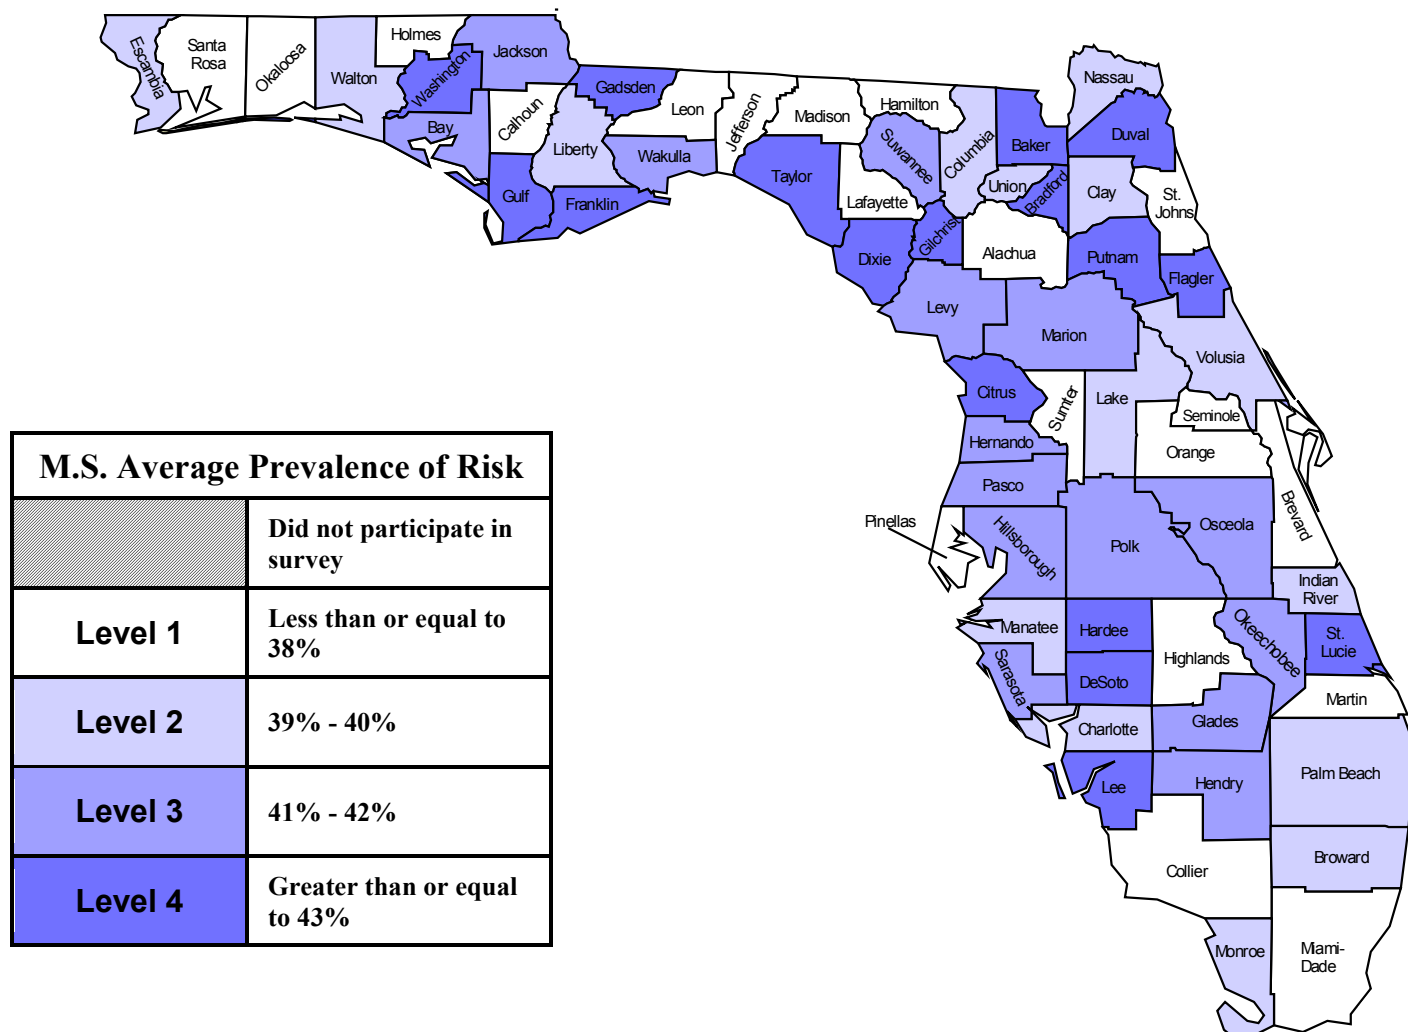 Escambia
Santa
Rosa
Okaloosa
Walton
Holmes
Washington
Jackson
Bay
Calhoun
Gulf
Gadsden
Liberty
Franklin
Leon
Wakulla
Jefferson
Madison
Taylor
Hamilton
Suwannee
Lafayette
Dixie
Columbia
Gilchrist
Baker
Union
Bradford
Alachua
Nassau
Duval
Clay
St.
Johns
Putnam
Flagler
Levy
Marion
Volusia
Citrus
Sumter
Lake
Seminole
Orange
Hernando
Pasco
Pinellas
Hillsborough
Polk
Osceola
Brevard
Indian
River
Manatee
Hardee
Highlands
Okeechobee
St.
Lucie
Sarasota
DeSoto
Martin
Charlotte
Glades
Lee
Hendry
Palm Beach
Collier
Broward
Monroe
Miami-
Dade
M.S. Average Prevalence of Risk
Did not participate in
survey
Level 1
Less than or equal to
38%
Level 2
39% - 40%
Level 3
41% - 42%
Level 4
Greater than or equal
to 43%